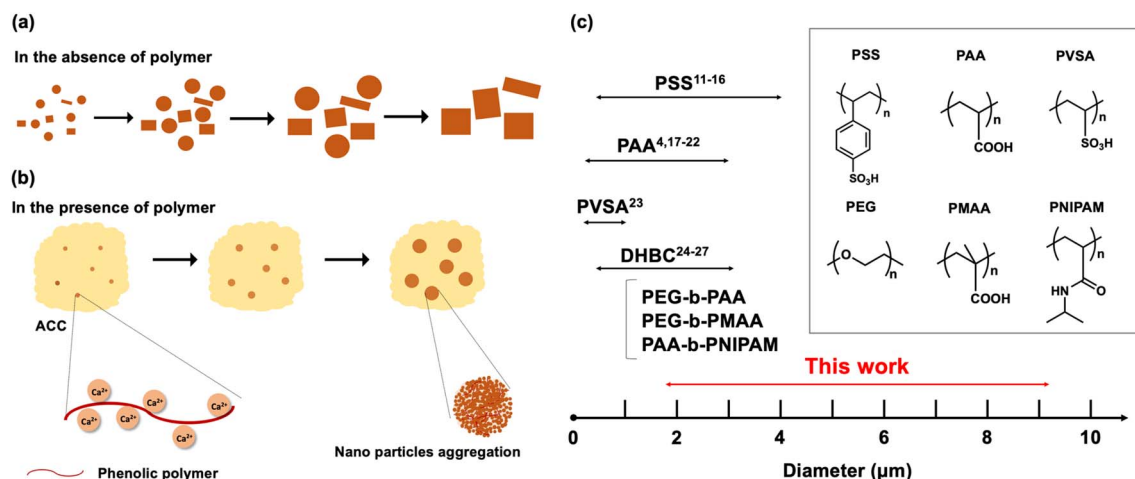 (a)
In the absence of polymer
(b)
In the presence of polymer
ACC
Ca²⁺
Ca²⁺
Ca²⁺
Ca²⁺
Ca²⁺
Ca²⁺
Phenolic polymer
Nano particles aggregation
(c)
PSS¹¹⁻¹⁶
PAA⁴,¹⁷⁻²²
PVSA²³
DHBC²⁴⁻²⁷
PEG-b-PAA
PEG-b-PMAA
PAA-b-PNIPAM
PSS
n
SO₃H
PAA
n
COOH
PVSA
n
SO₃H
PEG
O
n
PMAA
n
COOH
PNIPAM
n
HN
O
This work
0 2 4 6 8 10
Diameter (μm)